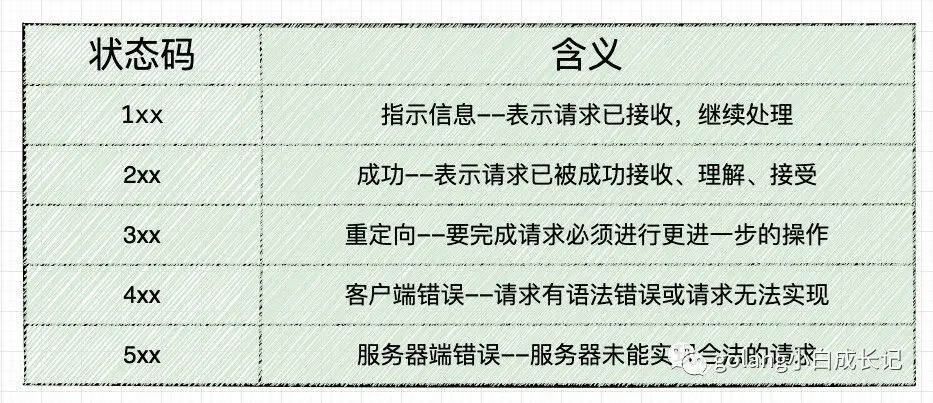 状态码 含义
1xx 指示信息--表示请求已接收，继续处理
2xx 成功--表示请求已被成功接收、理解、接受
3xx 重定向--要完成请求必须进行更进一步的操作
4xx 客户端错误--请求有语法错误或请求无法实现
5xx 服务器端错误--服务器未能实现合法的请求
golang小白成长记